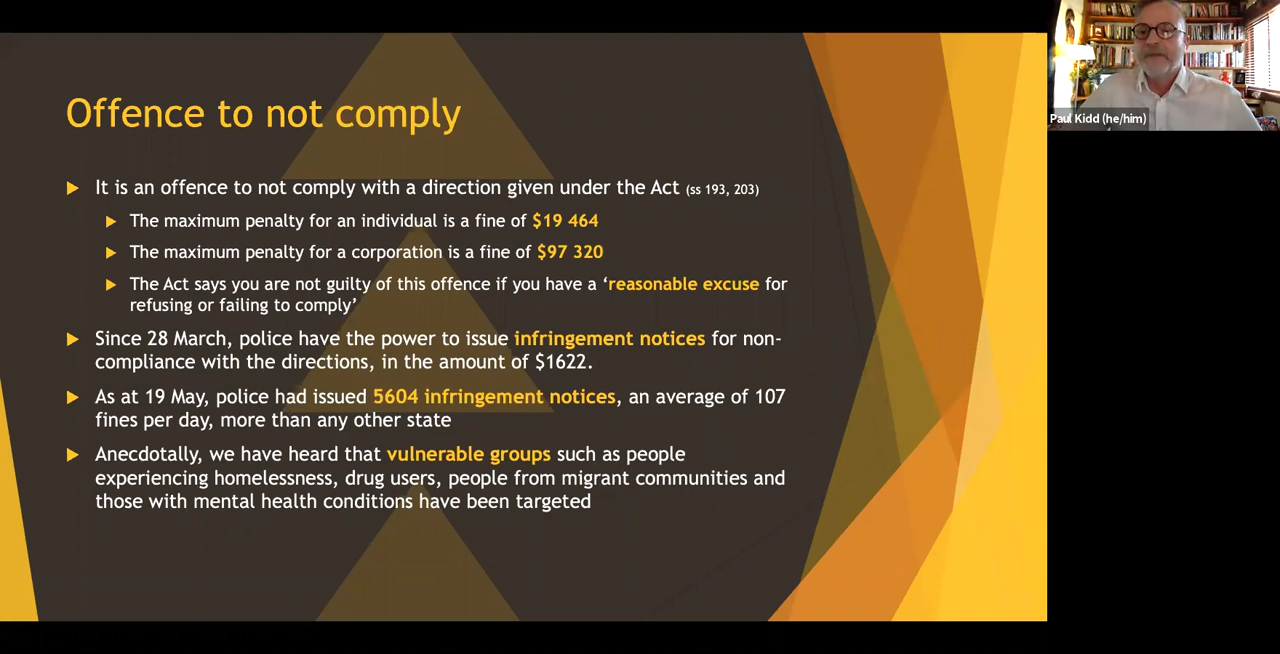 Offence to not comply
It is an offence to not comply with a direction given under the Act (ss 193, 203)
The maximum penalty for an individual is a fine of $19 464
The maximum penalty for a corporation is a fine of $97 320
The Act says you are not guilty of this offence if you have a ‘reasonable excuse for
refusing or failing to comply’
Since 28 March, police have the power to issue infringement notices for non-
compliance with the directions, in the amount of $1622.
As at 19 May, police had issued 5604 infringement notices, an average of 107
fines per day, more than any other state
Anecdotally, we have heard that vulnerable groups such as people
experiencing homelessness, drug users, people from migrant communities and
those with mental health conditions have been targeted
Paul Kidd (he/him)